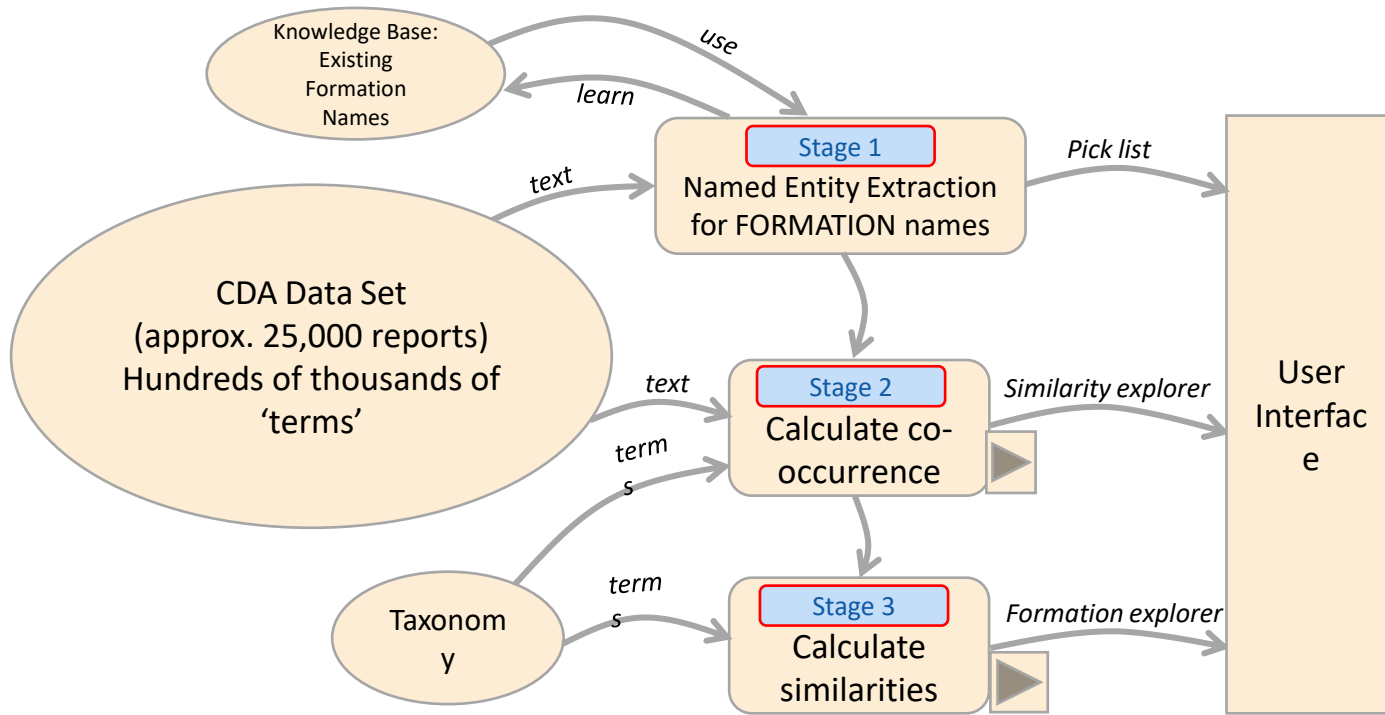 Knowledge Base:
Existing
Formation
Names
use
learn
Stage 1
Named Entity Extraction
for FORMATION names
Pick list
text
CDA Data Set
(approx. 25,000 reports)
Hundreds of thousands of
‘terms’
text
term
s
Stage 2
Calculate co-
occurrence
Similarity explorer
User
Interfac
e
Taxonom
y
term
s
Stage 3
Calculate
similarities
Formation explorer